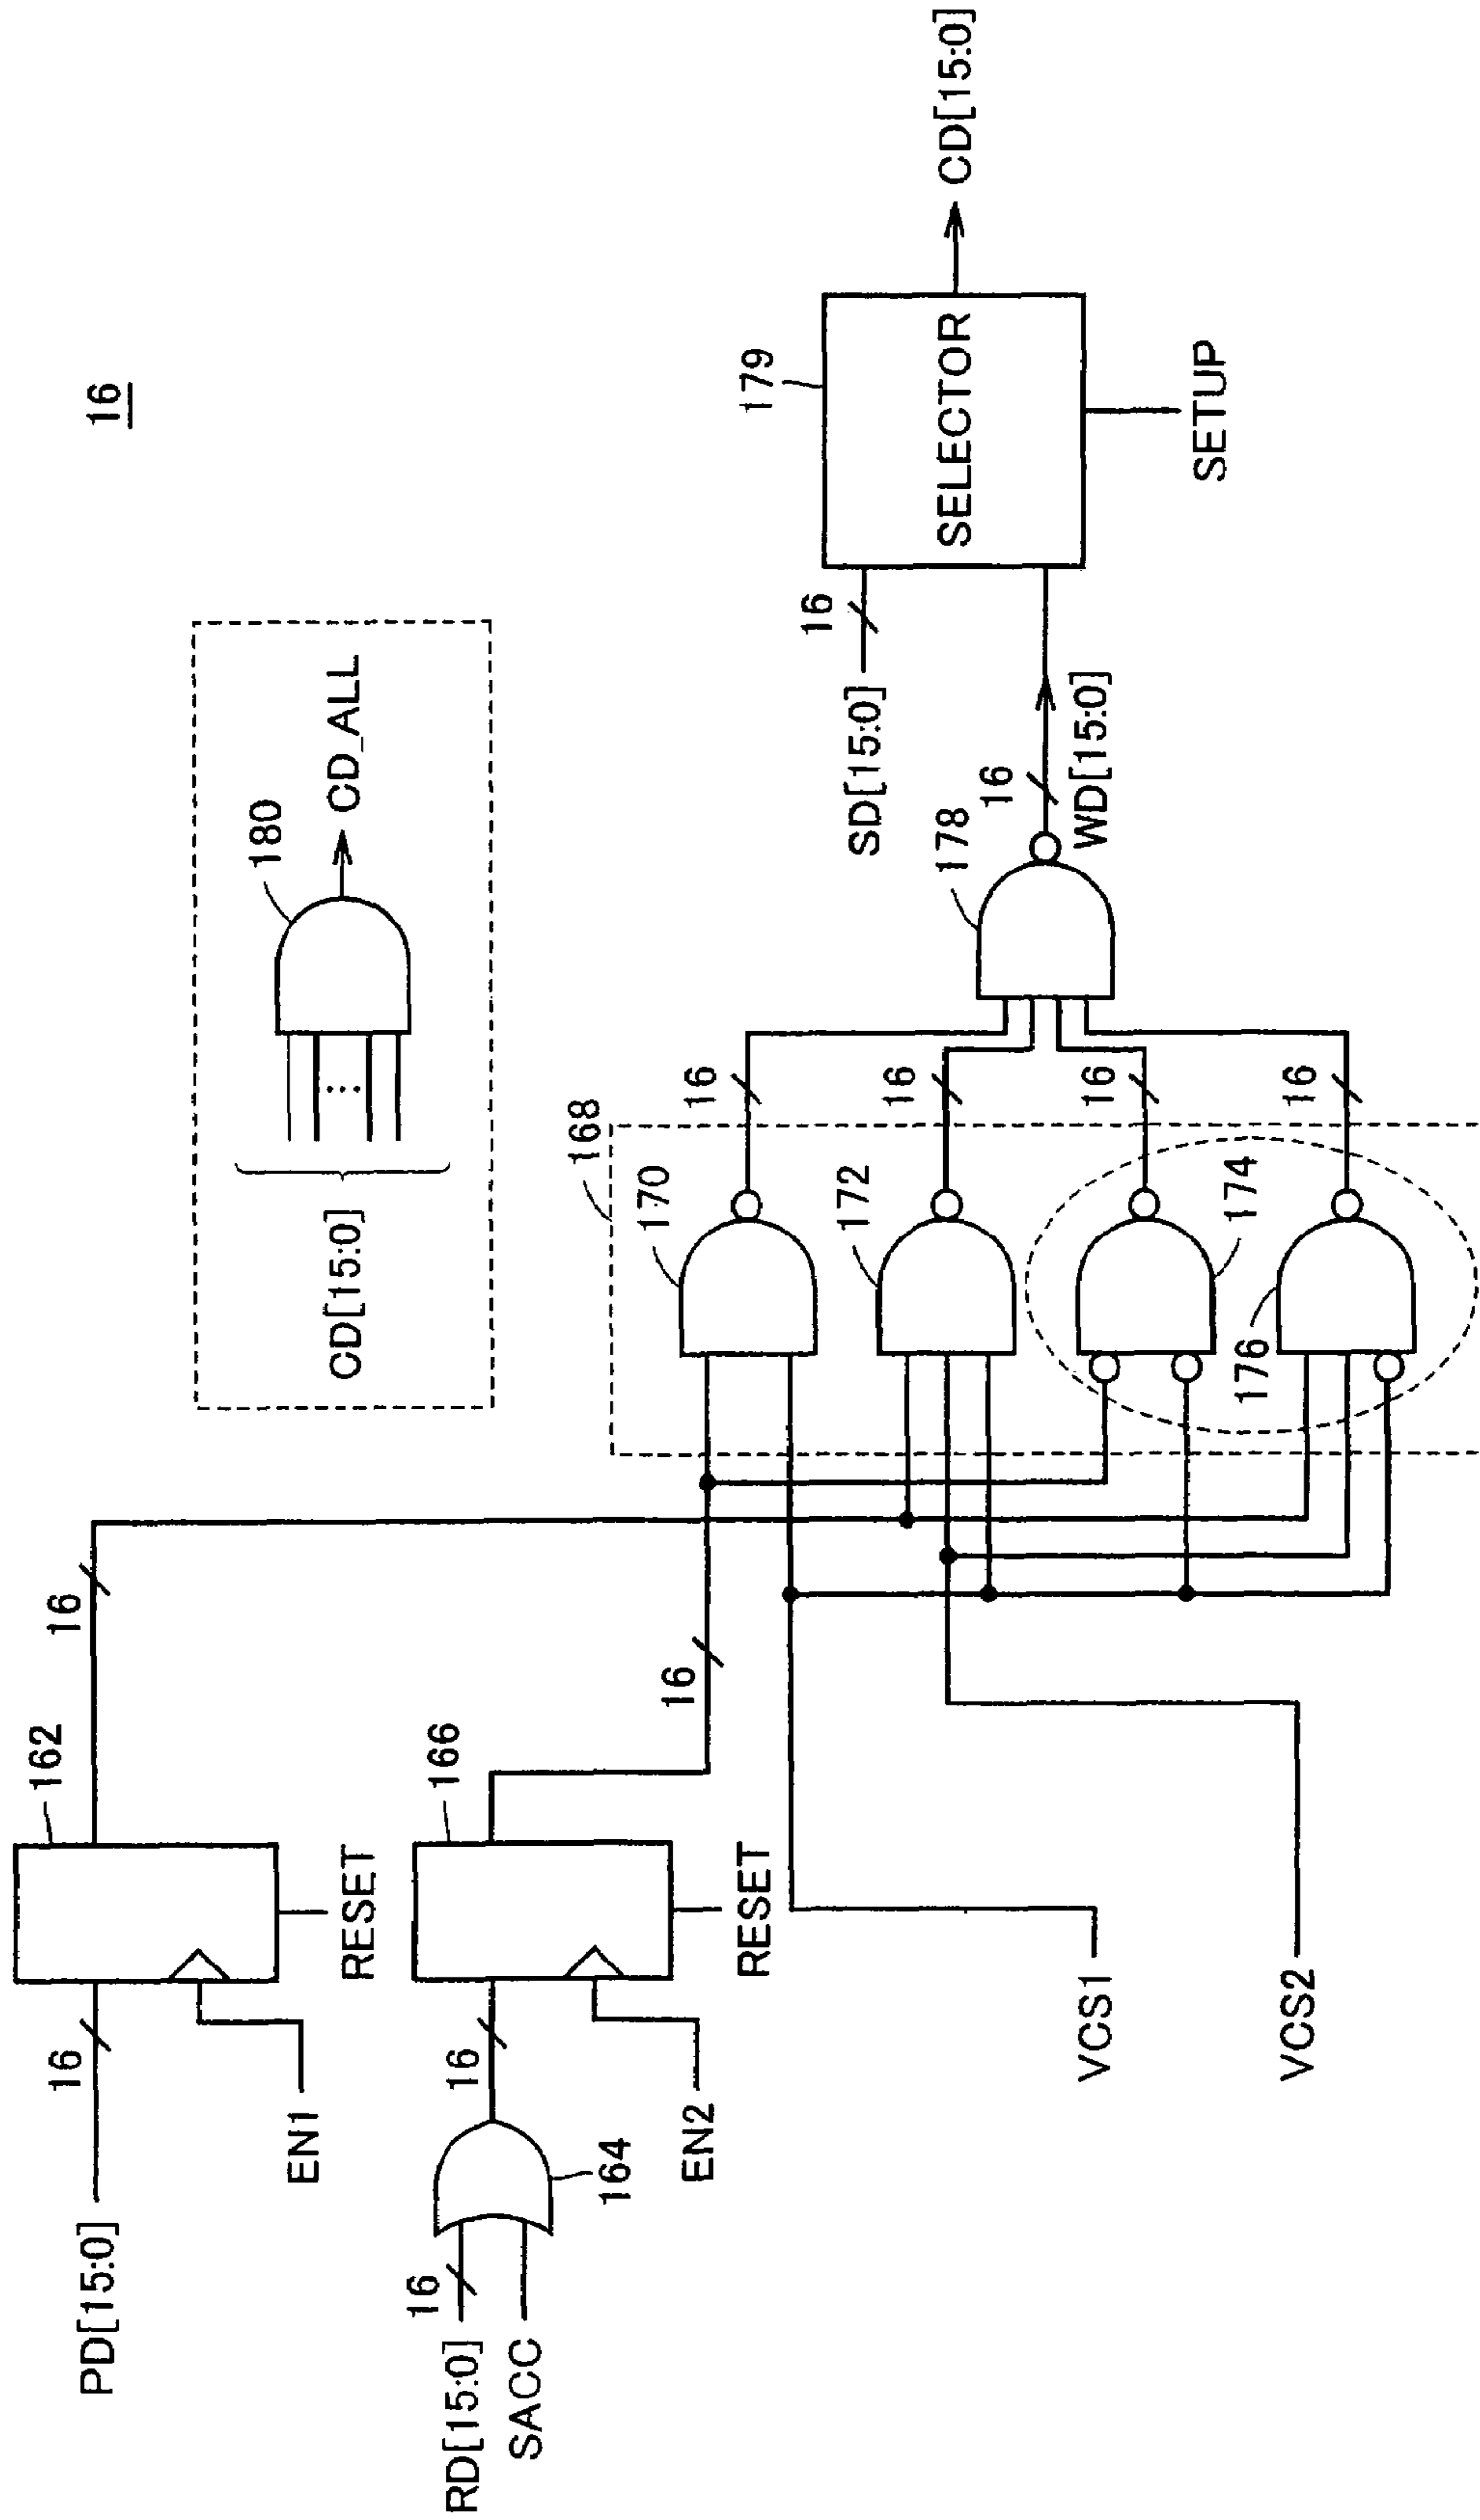 16
PD[15:0]
16
EN1
162
RESET
16
RD[15:0]
16
SACC
164
16
EN2
166
RESET
16
VCS1
VCS2
CD[15:0]
180
CD_ALL
168
170
172
174
176
16
16
16
16
178
16
WD[15:0]
SD[15:0]
16
179
SELECTOR
SETUP
CD[15:0]